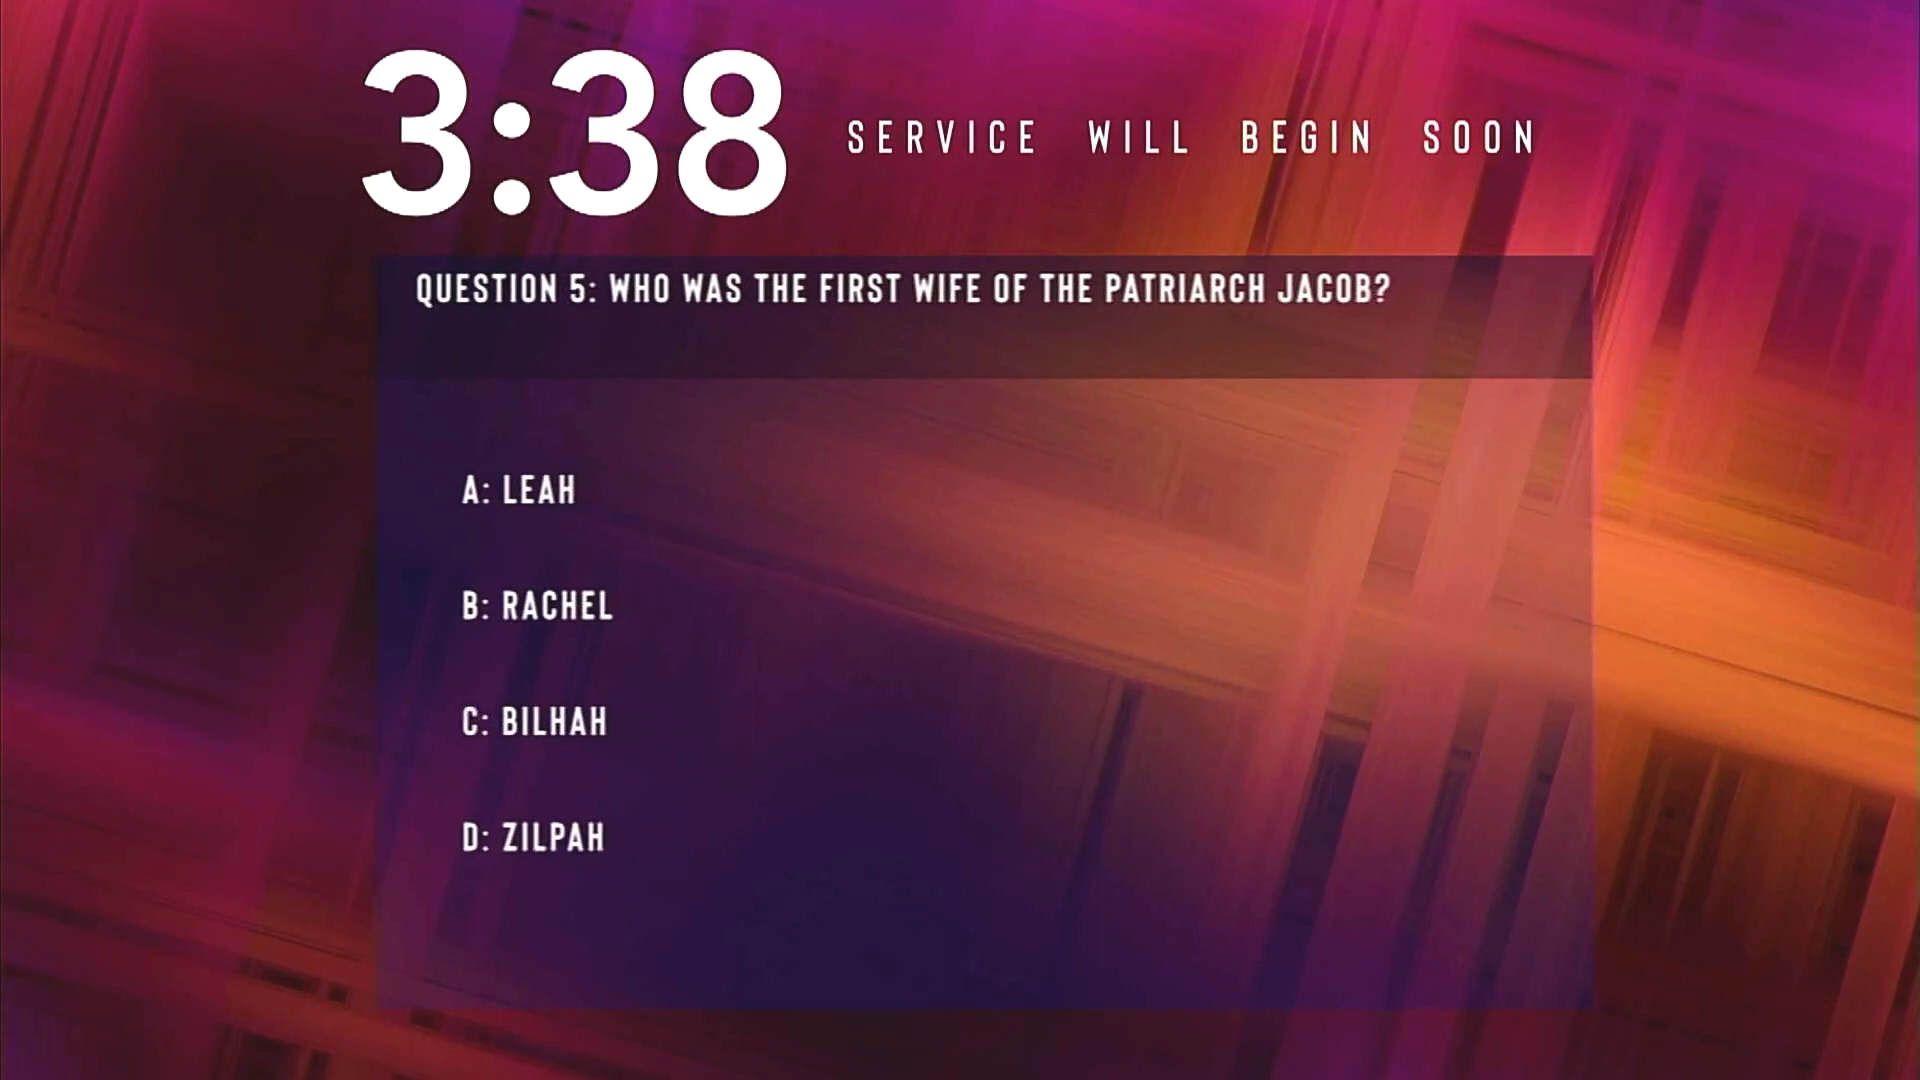 3:38 SERVICE WILL BEGIN SOON
QUESTION 5: WHO WAS THE FIRST WIFE OF THE PATRIARCH JACOB?
A: LEAH
B: RACHEL
C: BILHAH
D: ZILPAH